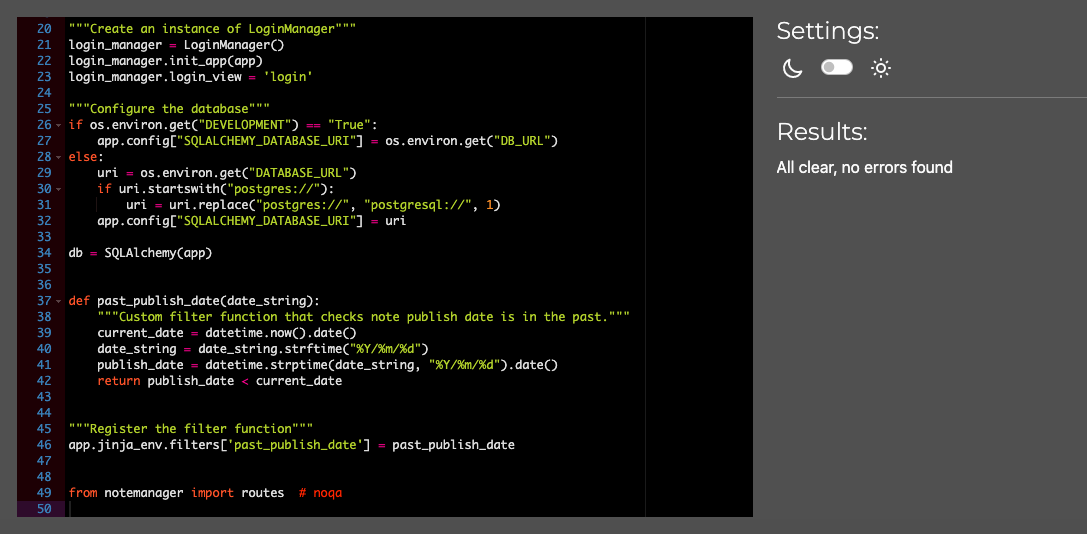 20 """Create an instance of LoginManager"""
21 login_manager = LoginManager()
22 login_manager.init_app(app)
23 login_manager.login_view = 'login'
24
25 """Configure the database"""
26 if os.environ.get("DEVELOPMENT") == "True":
27     app.config["SQLALCHEMY_DATABASE_URI"] = os.environ.get("DB_URL")
28 else:
29     uri = os.environ.get("DATABASE_URL")
30     if uri.startswith("postgres://"):
31         uri = uri.replace("postgres://", "postgresql://", 1)
32     app.config["SQLALCHEMY_DATABASE_URI"] = uri
33
34 db = SQLAlchemy(app)
35
36
37 def past_publish_date(date_string):
38     """Custom filter function that checks note publish date is in the past."""
39     current_date = datetime.now().date()
40     date_string = date_string.strftime("%Y/%m/%d")
41     publish_date = datetime.strptime(date_string, "%Y/%m/%d").date()
42     return publish_date < current_date
43
44
45 """Register the filter function"""
46 app.jinja_env.filters['past_publish_date'] = past_publish_date
47
48
49 from notemanager import routes  # noqa
50
Settings:
Results:
All clear, no errors found